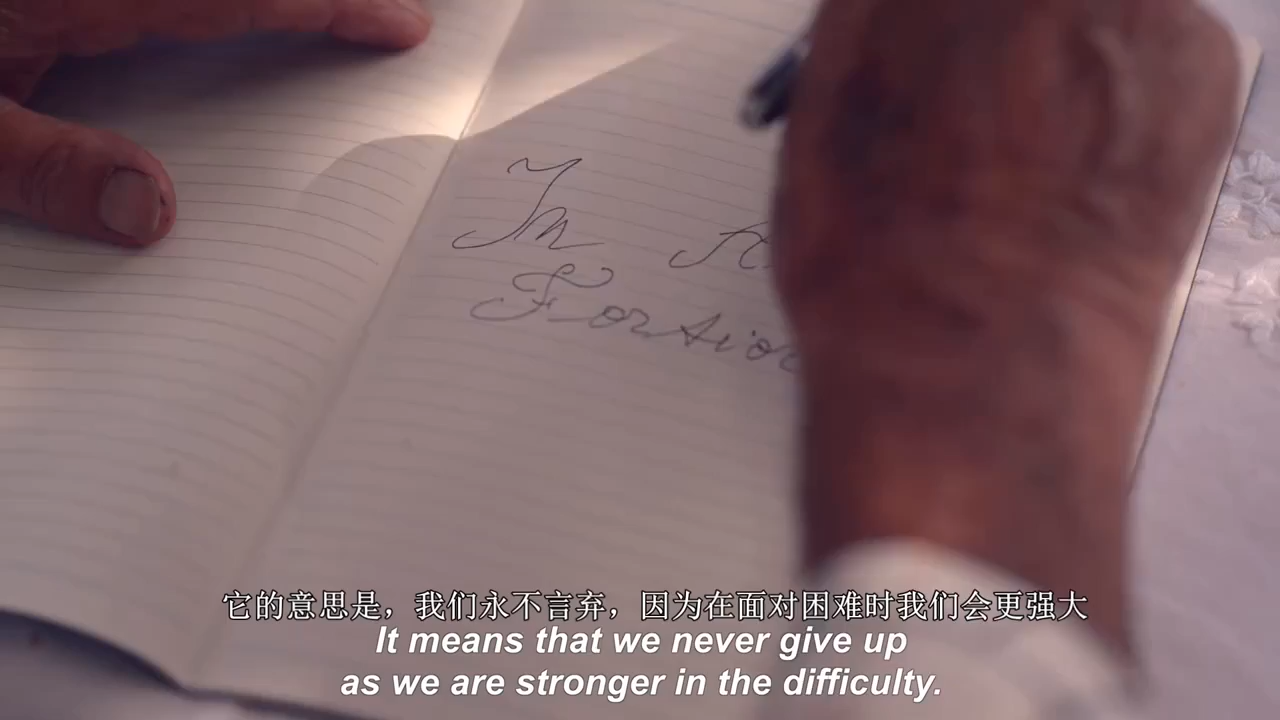 In
Fortior
它的意思是，我们永不言弃，因为在面对困难时我们会更强大
It means that we never give up
as we are stronger in the difficulty.